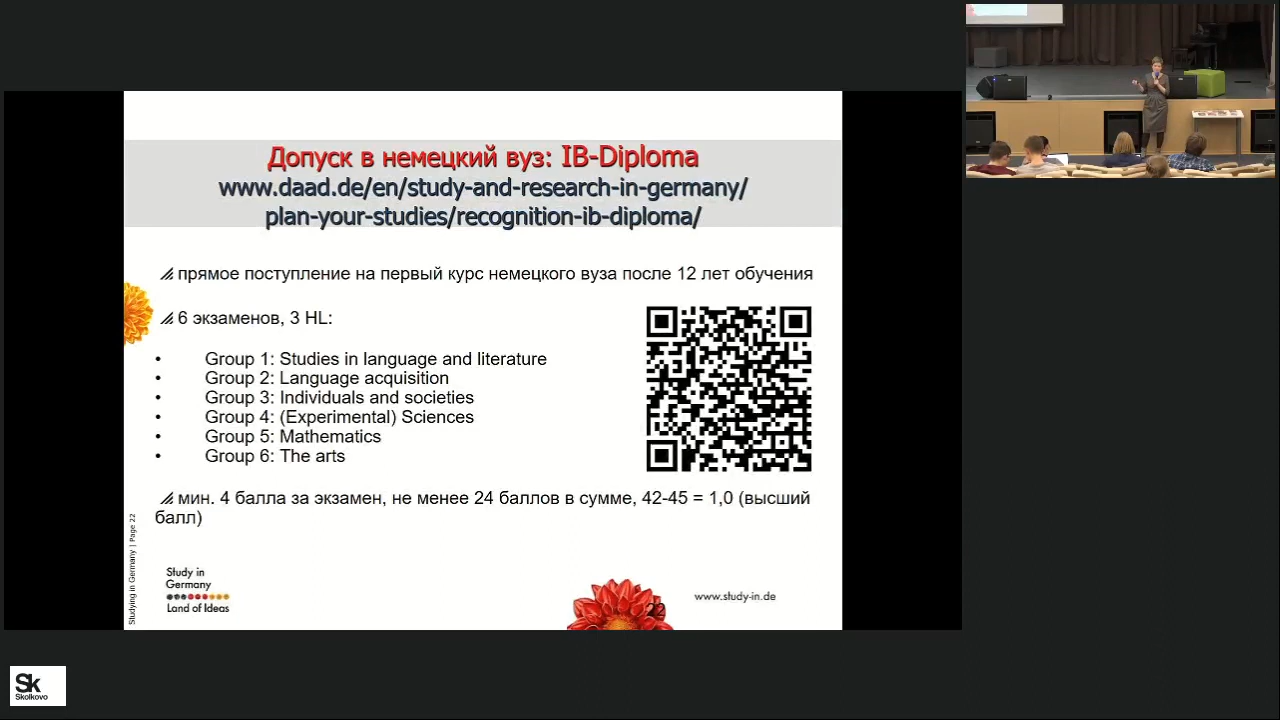 Допуск в немецкий вуз: IB-Diploma
www.daad.de/en/study-and-research-in-germany/
plan-your-studies/recognition-ib-diploma/
прямое поступление на первый курс немецкого вуза после 12 лет обучения
6 экзаменов, 3 HL:
• Group 1: Studies in language and literature
• Group 2: Language acquisition
• Group 3: Individuals and societies
• Group 4: (Experimental) Sciences
• Group 5: Mathematics
• Group 6: The arts
мин. 4 балла за экзамен, не менее 24 баллов в сумме, 42-45 = 1,0 (высший
балл)
Studying in Germany | Page 22
Study in
Germany
Land of Ideas
22
www.study-in.de
Sk
Skolkovo